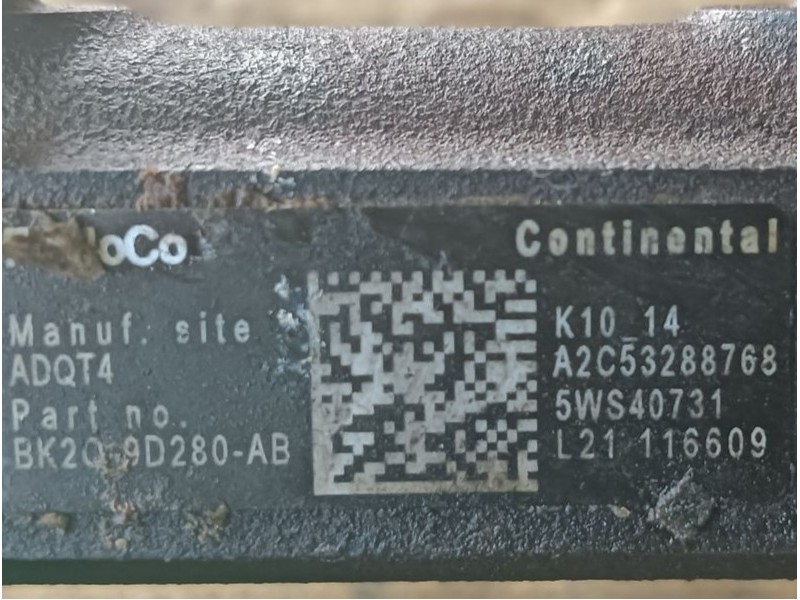 Continental
Manuf. site
ADQT4
Part no.
BK2Q-9D280-AB
K10_14
A2C53288768
5WS40731
L21 116609